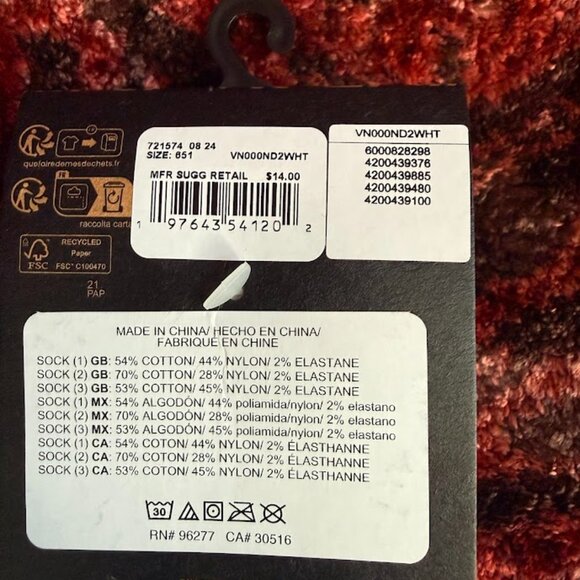 quefairedemesdechets.fr
raccolta carta
FSC
RECYCLED
Paper
FSC® C100470
21
PAP
721574 08 24
SIZE: 651 VN000ND2WHT
MFR SUGG RETAIL $14.00
1 97643 54120 2
VN000ND2WHT
6000828298
4200439376
4200439885
4200439480
4200439100
MADE IN CHINA/ HECHO EN CHINA/
FABRIQUÉ EN CHINE
SOCK (1) GB: 54% COTTON/ 44% NYLON/ 2% ELASTANE
SOCK (2) GB: 70% COTTON/ 28% NYLON/ 2% ELASTANE
SOCK (3) GB: 53% COTTON/ 45% NYLON/ 2% ELASTANE
SOCK (1) MX: 54% ALGODÓN/ 44% poliamida/nylon/ 2% elastano
SOCK (2) MX: 70% ALGODÓN/ 28% poliamida/nylon/ 2% elastano
SOCK (3) MX: 53% ALGODÓN/ 45% poliamida/nylon/ 2% elastano
SOCK (1) CA: 54% COTON/ 44% NYLON/ 2% ÉLASTHANNE
SOCK (2) CA: 70% COTON/ 28% NYLON/ 2% ÉLASTHANNE
SOCK (3) CA: 53% COTON/ 45% NYLON/ 2% ÉLASTHANNE
30
RN# 96277 CA# 30516